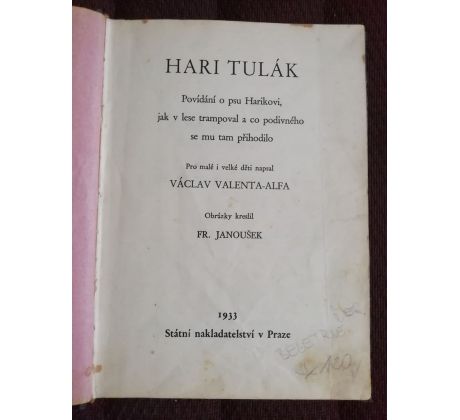 HARI TULÁK
Povídání o psu Harikovi,
jak v lese trampoval a co podivného
se mu tam přihodilo
Pro malé i velké děti napsal
VÁCLAV VALENTA-ALFA
Obrázky kreslil
FR. JANOUŠEK
1933
Státní nakladatelství v Praze